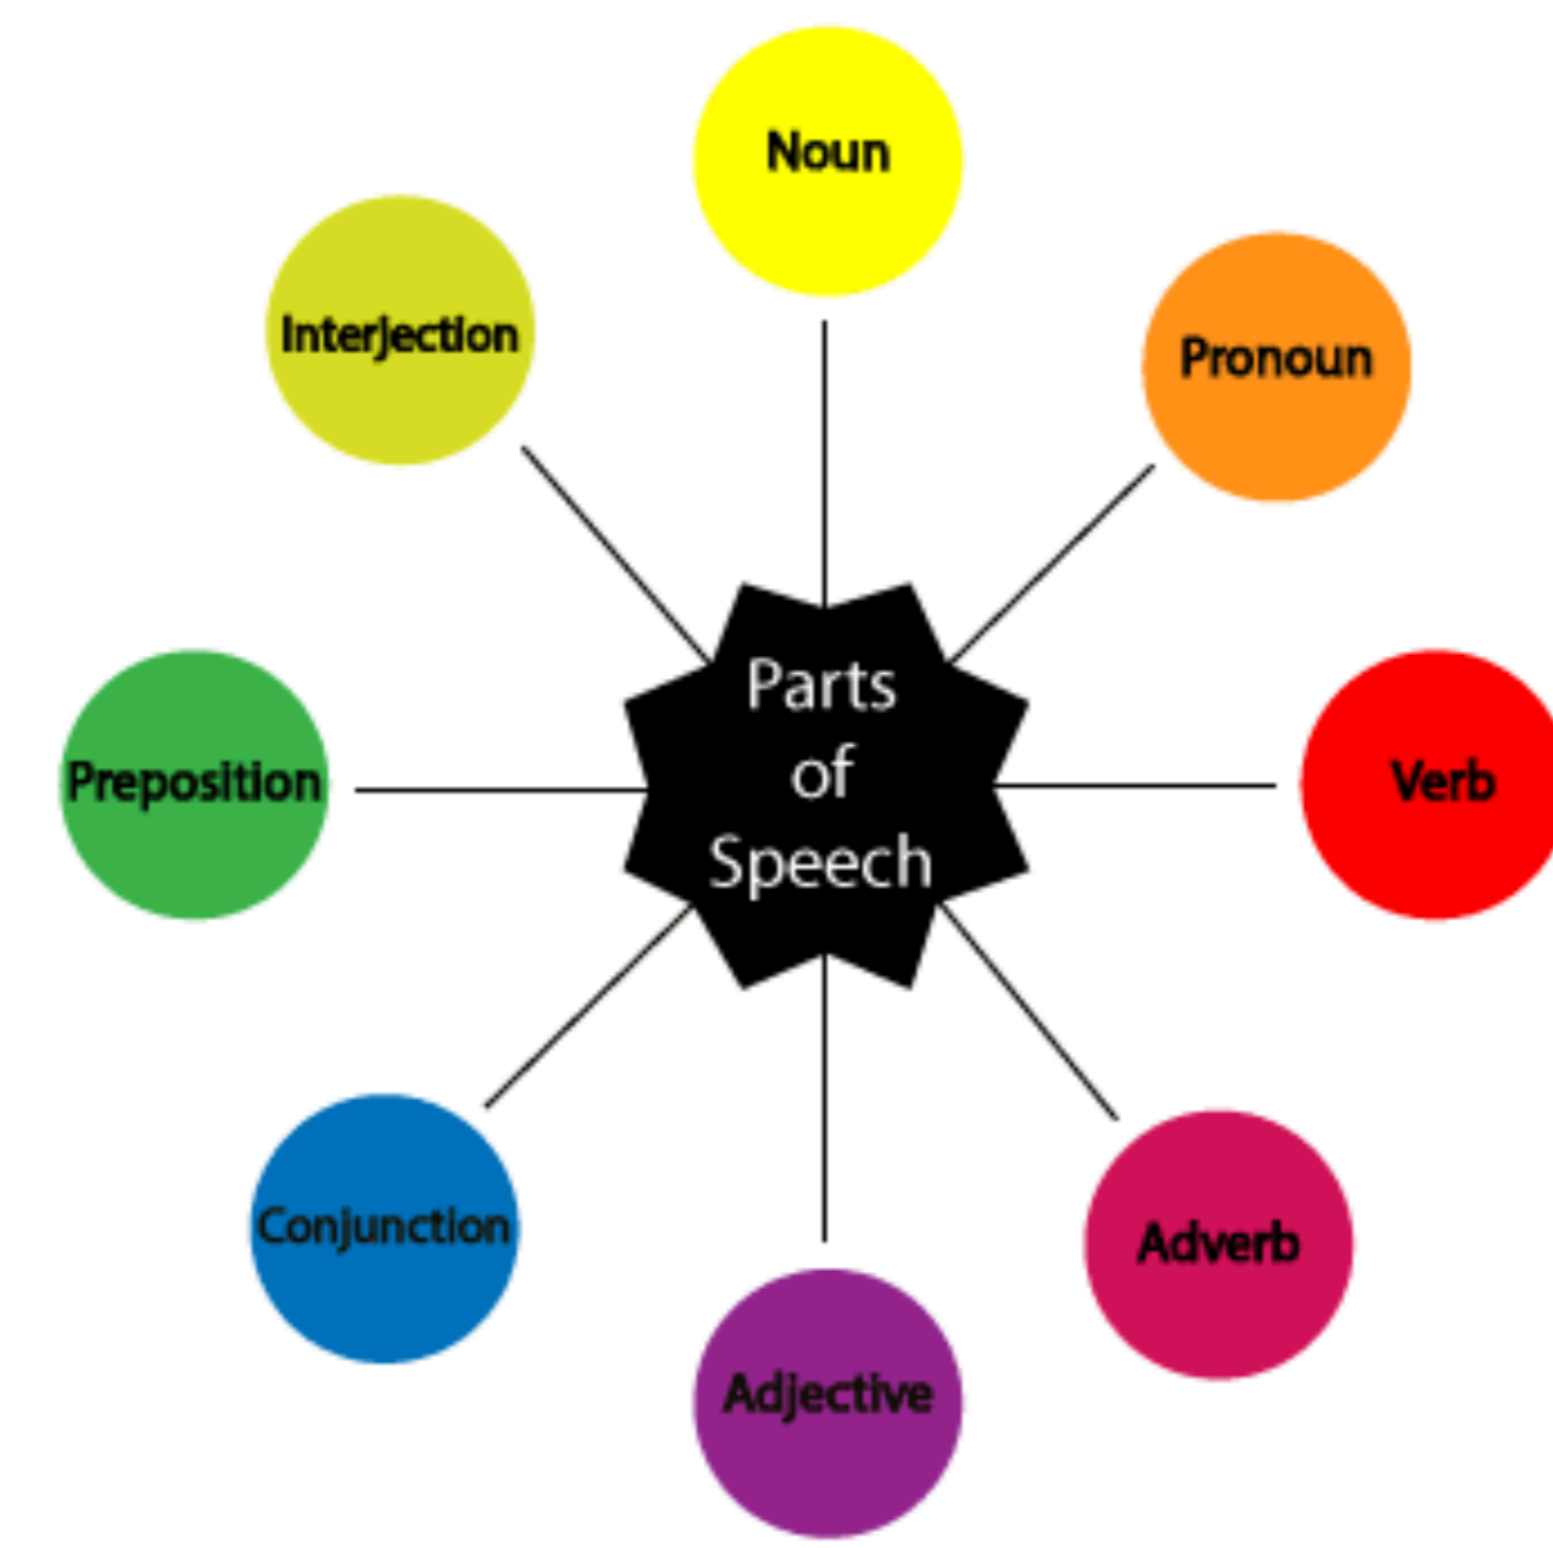 Noun
Interjection
Pronoun
Parts
of
Speech
Preposition
Verb
Conjunction
Adverb
Adjective